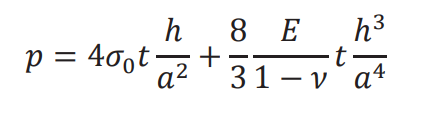 p = 4σ₀t h/a² + 8/3 E/(1 − ν) t h³/a⁴